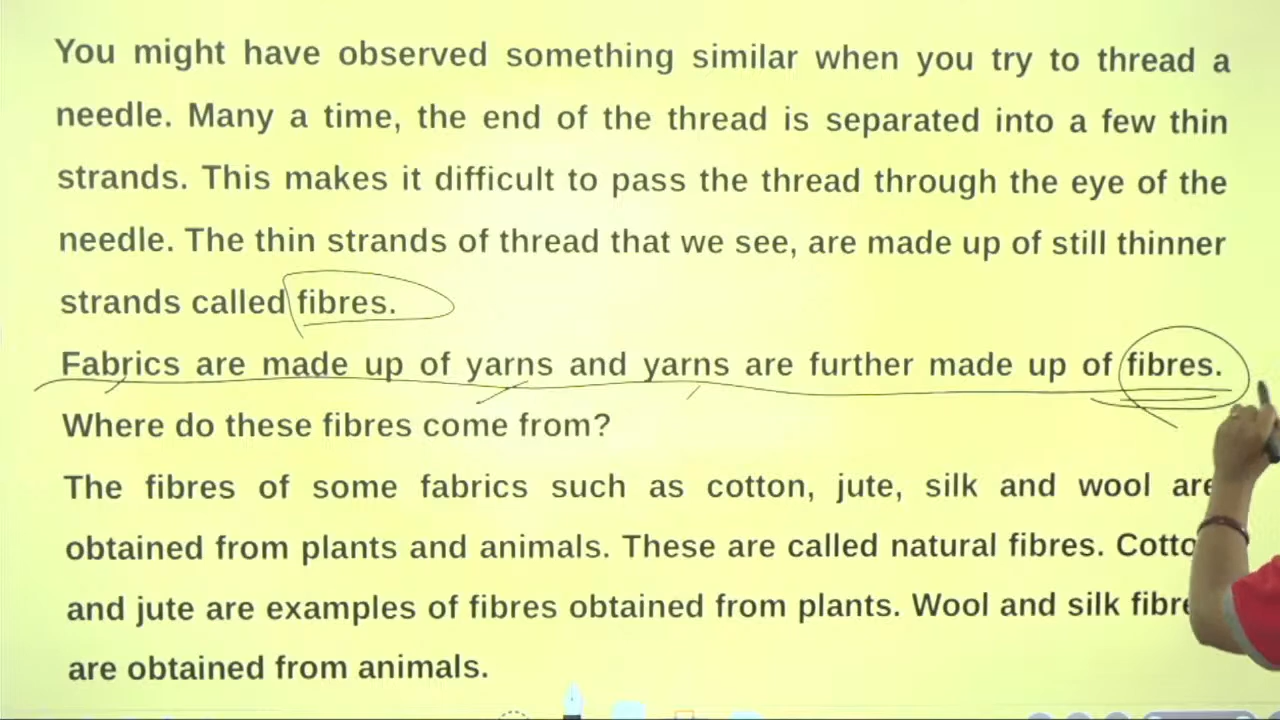 You might have observed something similar when you try to thread a
needle. Many a time, the end of the thread is separated into a few thin
strands. This makes it difficult to pass the thread through the eye of the
needle. The thin strands of thread that we see, are made up of still thinner
strands called fibres.
Fabrics are made up of yarns and yarns are further made up of fibres.
Where do these fibres come from?
The fibres of some fabrics such as cotton, jute, silk and wool are
obtained from plants and animals. These are called natural fibres. Cotto
and jute are examples of fibres obtained from plants. Wool and silk fibre
are obtained from animals.